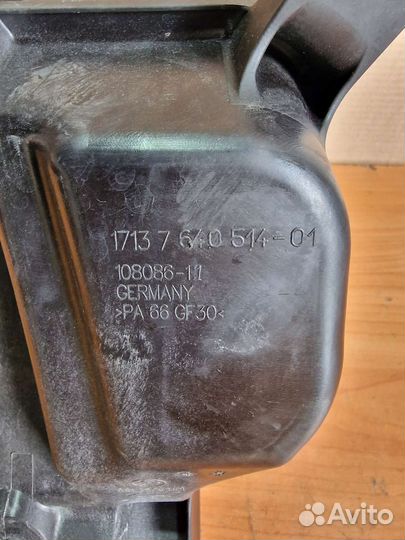 1713 7 640 514-01
108086-11
GERMANY
>PA 66 GF30<
Avito